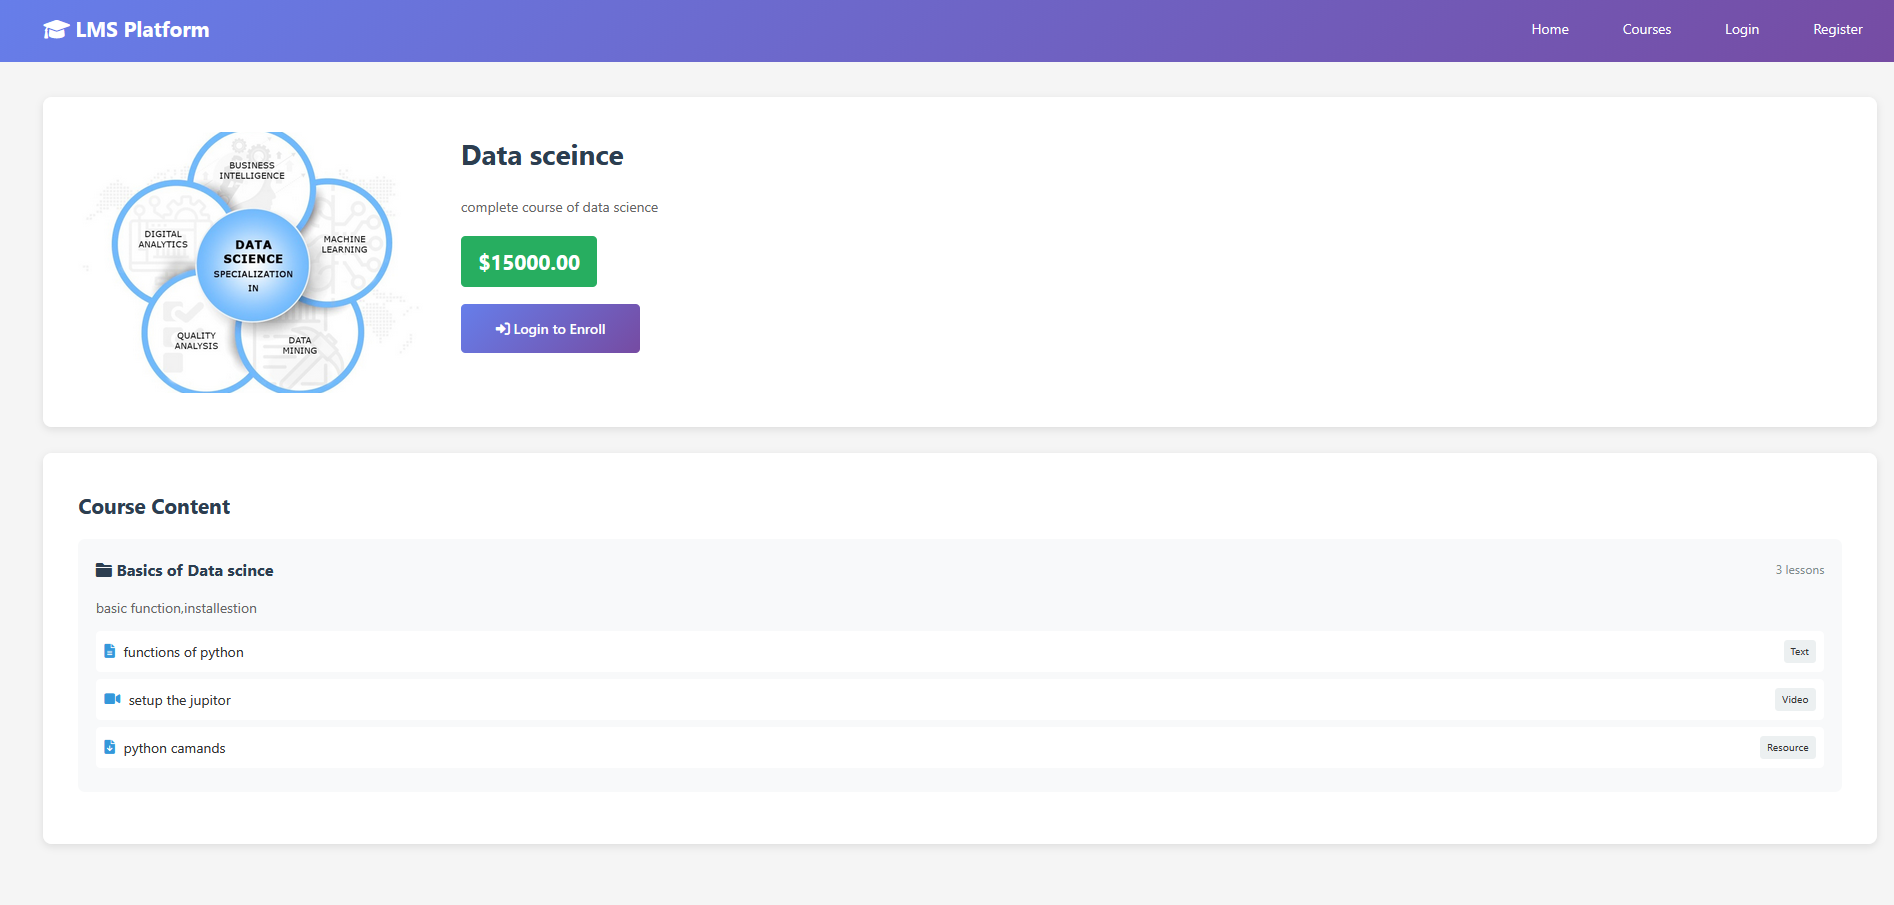 LMS Platform
Home
Courses
Login
Register
BUSINESS
INTELLIGENCE
DIGITAL
ANALYTICS
MACHINE
LEARNING
DATA
SCIENCE
SPECIALIZATION
IN
QUALITY
ANALYSIS
DATA
MINING
Data sceince
complete course of data science
$15000.00
Login to Enroll
Course Content
Basics of Data scince
3 lessons
basic function,installestion
functions of python
Text
setup the jupitor
Video
python camands
Resource